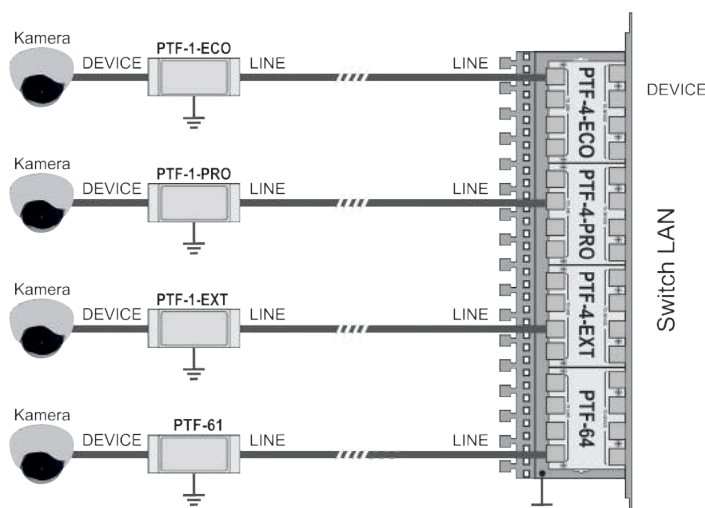 Kamera
DEVICE
PTF-1-ECO
LINE
LINE
PTF-4-ECO
DEVICE
Kamera
DEVICE
PTF-1-PRO
LINE
LINE
PTF-4-PRO
Switch LAN
Kamera
DEVICE
PTF-1-EXT
LINE
LINE
PTF-4-EXT
Kamera
DEVICE
PTF-61
LINE
LINE
PTF-64